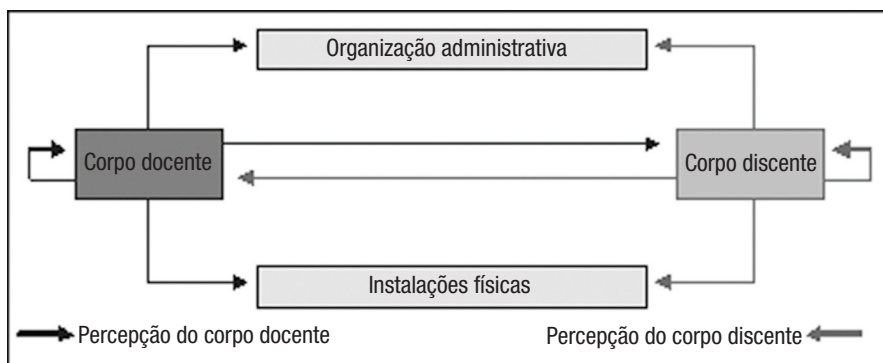 Organização administrativa
Corpo docente
Corpo discente
Instalações físicas
Percepção do corpo docente
Percepção do corpo discente